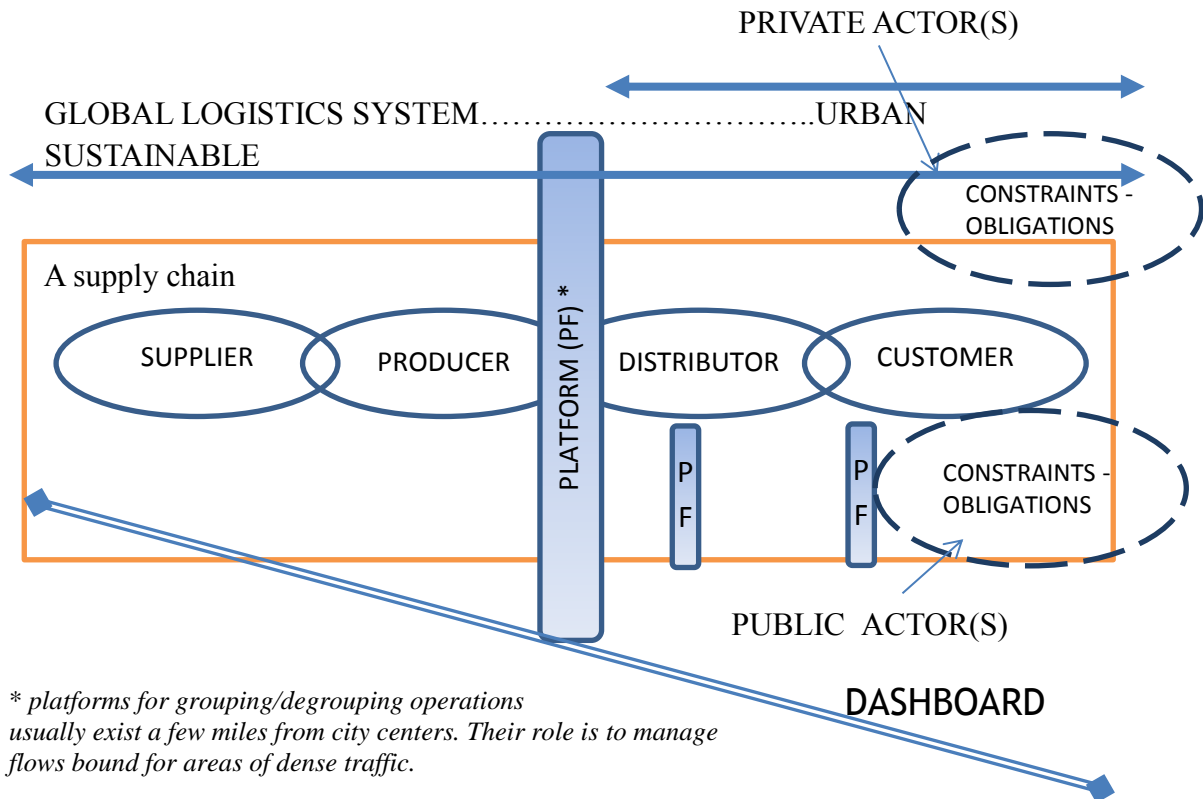 PRIVATE ACTOR(S)
GLOBAL LOGISTICS SYSTEM…………………………..URBAN
SUSTAINABLE
CONSTRAINTS -
OBLIGATIONS
A supply chain
SUPPLIER
PRODUCER
PLATFORM (PF) *
DISTRIBUTOR
CUSTOMER
P
F
P
F
CONSTRAINTS -
OBLIGATIONS
PUBLIC ACTOR(S)
DASHBOARD
* platforms for grouping/degrouping operations
usually exist a few miles from city centers. Their role is to manage
flows bound for areas of dense traffic.